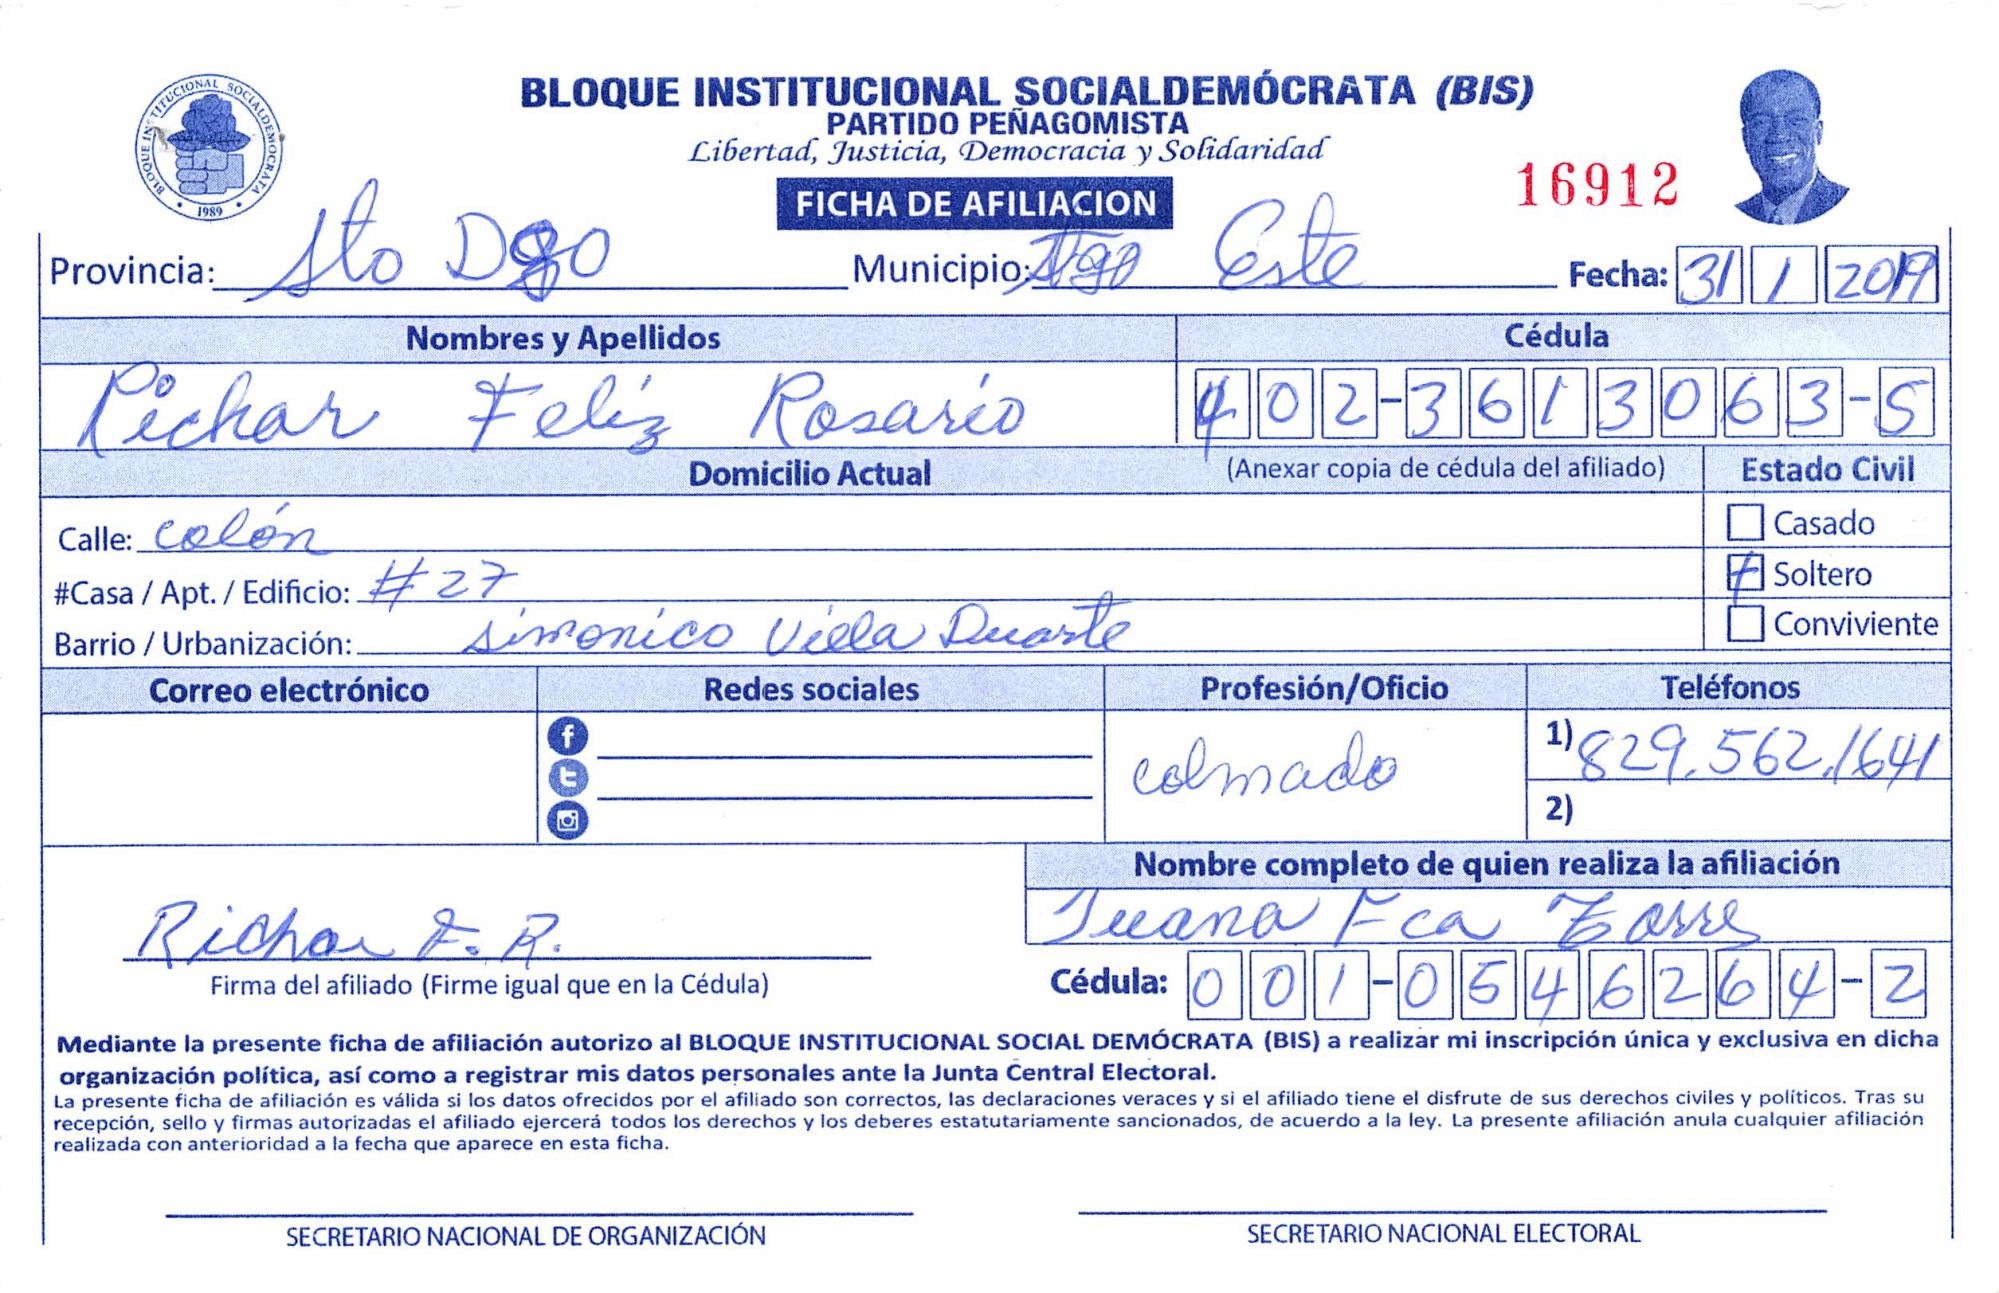 BLOQUE INSTITUCIONAL SOCIALDEMOCRATA
1989
BLOQUE INSTITUCIONAL SOCIALDEMÓCRATA (BIS)
PARTIDO PEÑAGOMISTA
Libertad, Justicia, Democracia y Solidaridad
FICHA DE AFILIACION
16912
Provincia: Sto Dgo Municipio: Este Fecha: 31 1 2019
Nombres y Apellidos Cédula
Richar Feliz Rosario 402-3613063-5
Domicilio Actual (Anexar copia de cédula del afiliado) Estado Civil
Calle: colón Casado
#Casa / Apt. / Edificio: #27 Soltero
Barrio / Urbanización: simonico Villa Duarte Conviviente
Correo electrónico Redes sociales Profesión/Oficio Teléfonos
colmado 1) 829.562.1641
2)
Nombre completo de quien realiza la afiliación
Juana Fca Torres
Richar F. R.
Firma del afiliado (Firme igual que en la Cédula) Cédula: 001-0546264-2
Mediante la presente ficha de afiliación autorizo al BLOQUE INSTITUCIONAL SOCIAL DEMÓCRATA (BIS) a realizar mi inscripción única y exclusiva en dicha
organización política, así como a registrar mis datos personales ante la Junta Central Electoral.
La presente ficha de afiliación es válida si los datos ofrecidos por el afiliado son correctos, las declaraciones veraces y si el afiliado tiene el disfrute de sus derechos civiles y políticos. Tras su
recepción, sello y firmas autorizadas el afiliado ejercerá todos los derechos y los deberes estatutariamente sancionados, de acuerdo a la ley. La presente afiliación anula cualquier afiliación
realizada con anterioridad a la fecha que aparece en esta ficha.
SECRETARIO NACIONAL DE ORGANIZACIÓN SECRETARIO NACIONAL ELECTORAL